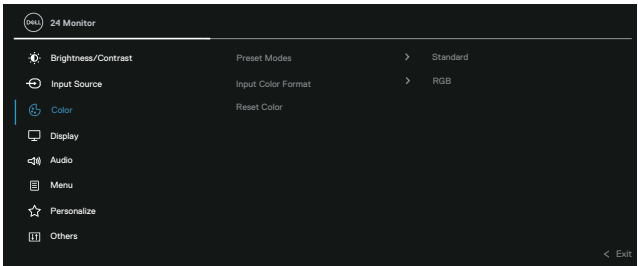 DELL 24 Monitor
Brightness/Contrast Preset Modes > Standard
Input Source Input Color Format > RGB
Color Reset Color
Display
Audio
Menu
Personalize
Others
< Exit